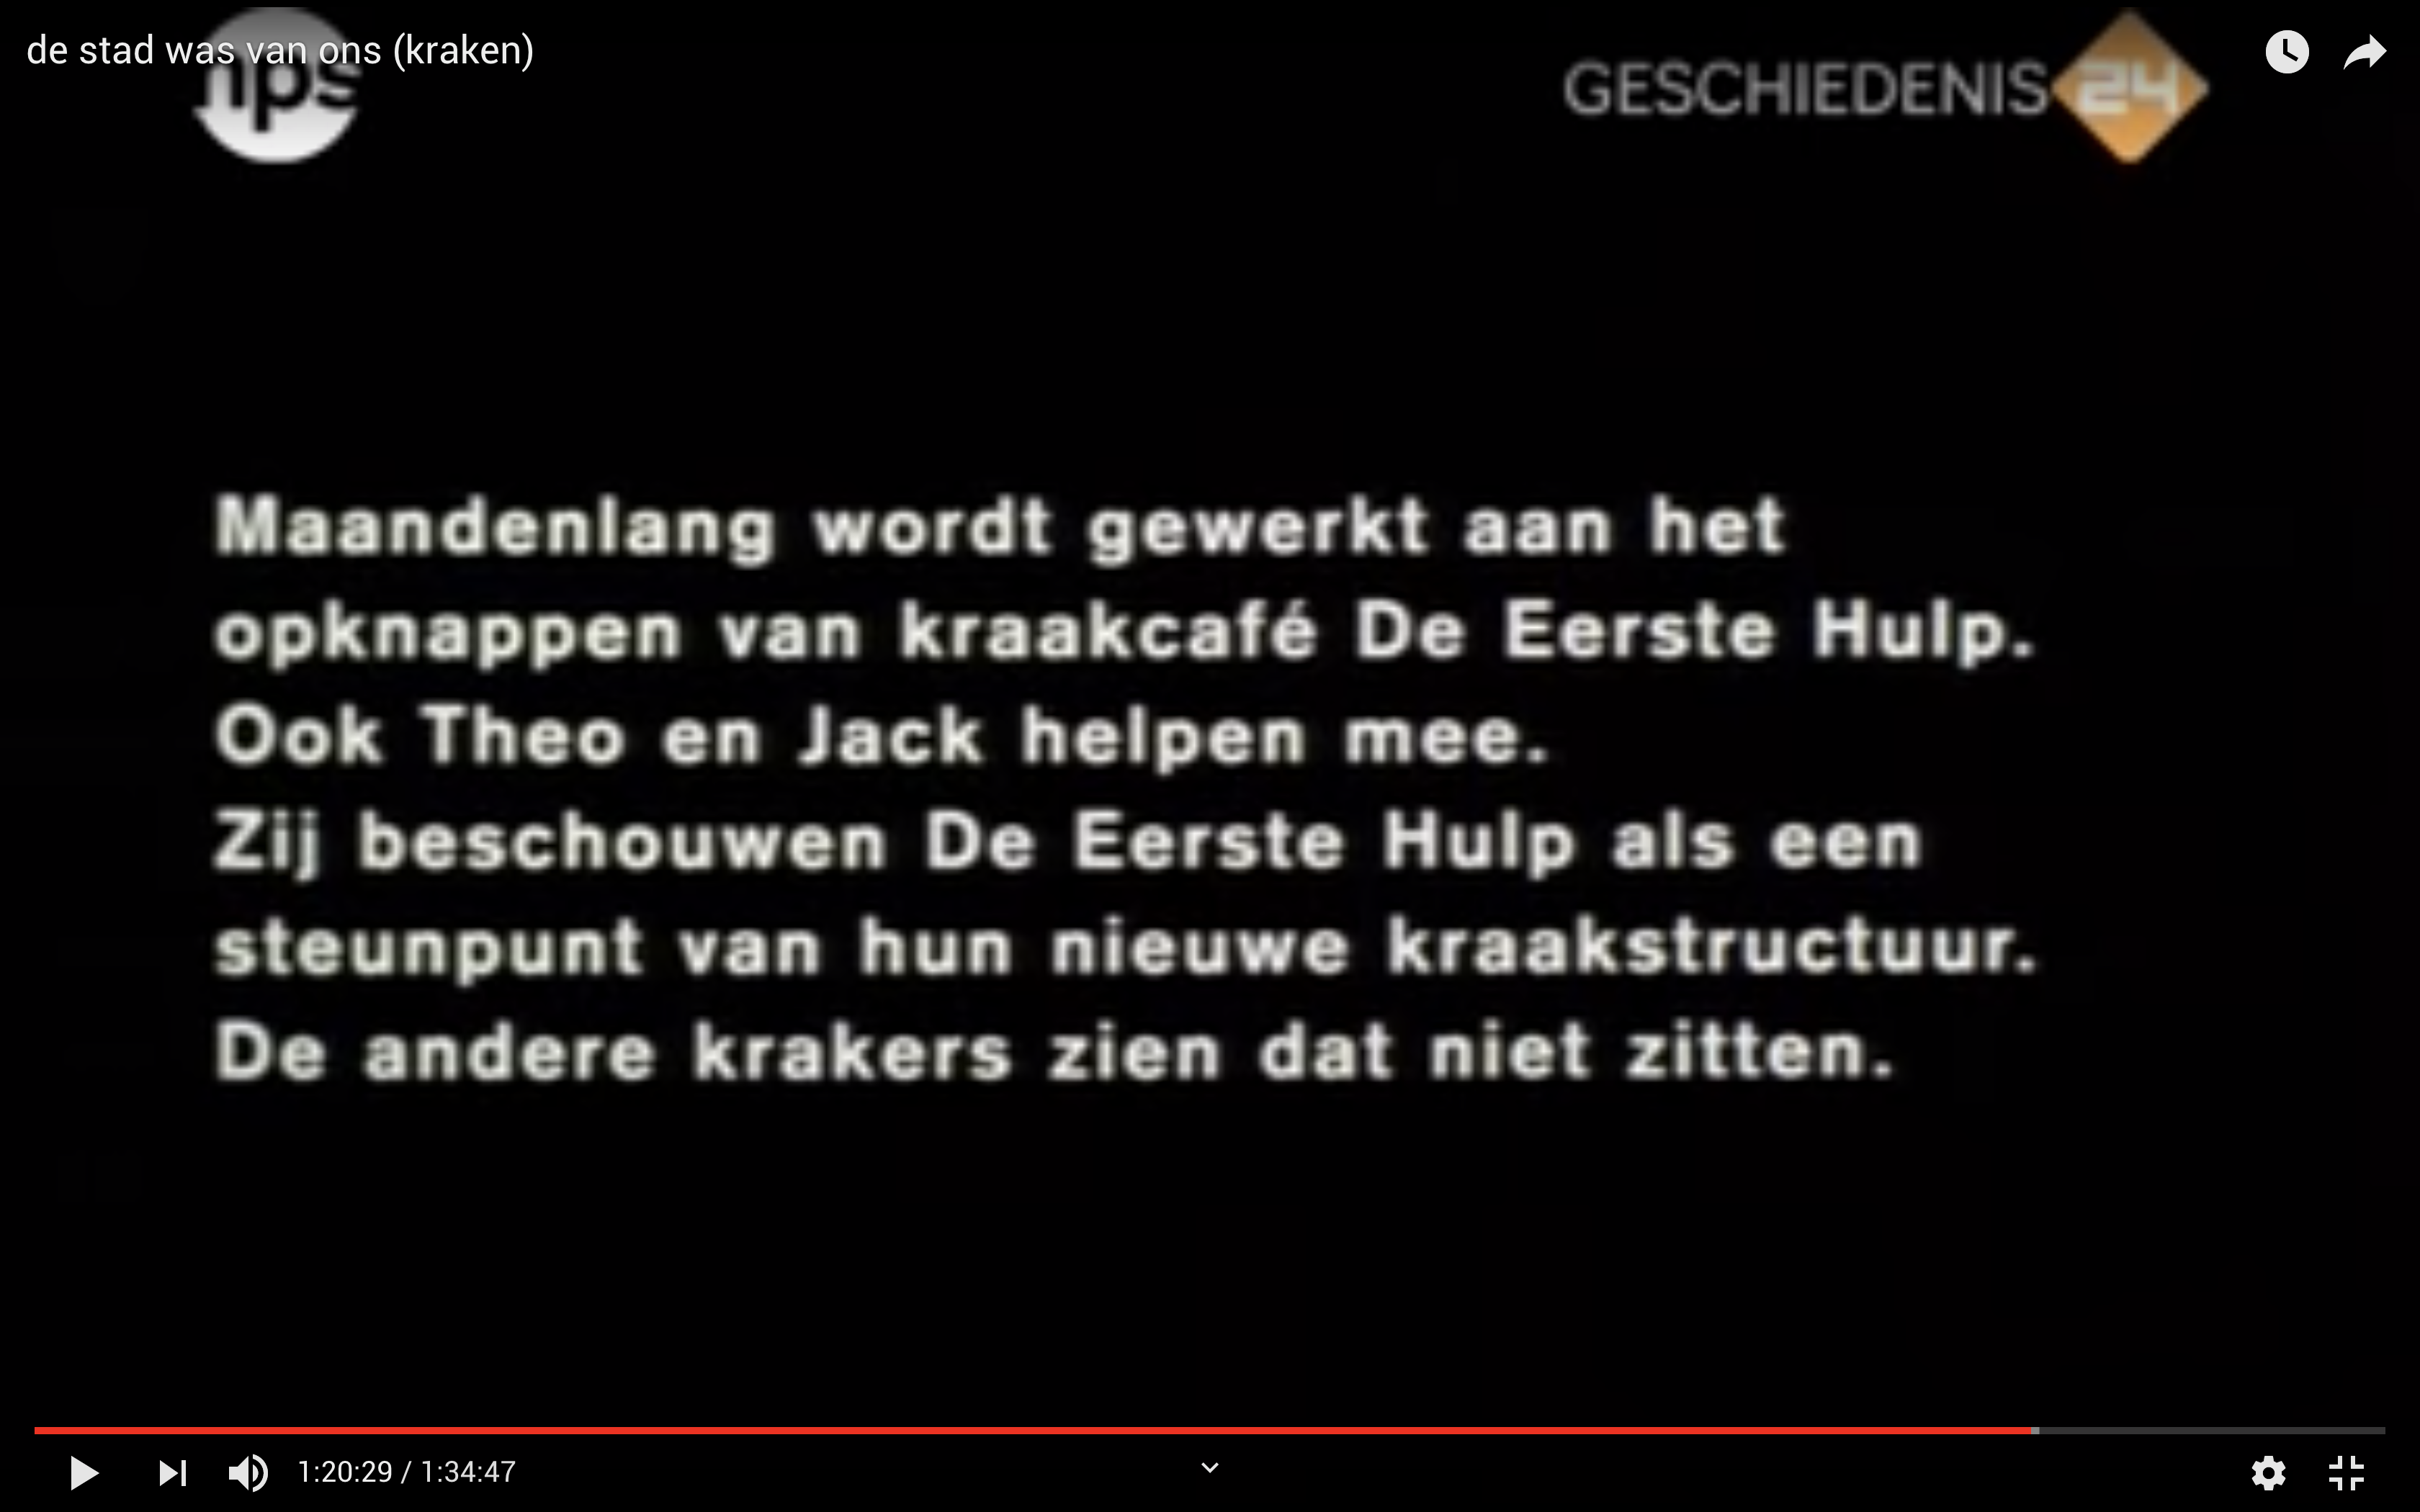 de stad was van ons (kraken)
nps
GESCHIEDENIS 24
Maandenlang wordt gewerkt aan het
opknappen van kraakcafé De Eerste Hulp.
Ook Theo en Jack helpen mee.
Zij beschouwen De Eerste Hulp als een
steunpunt van hun nieuwe kraakstructuur.
De andere krakers zien dat niet zitten.
1:20:29 / 1:34:47